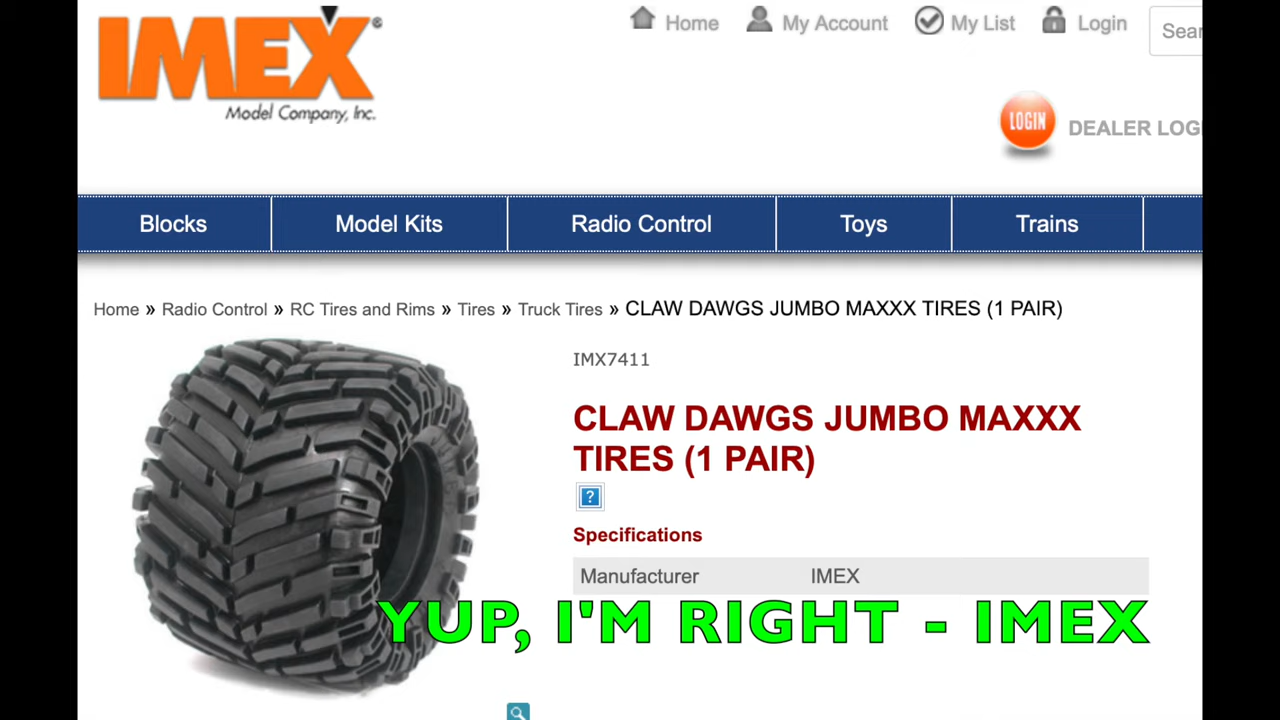 IMEX®
Model Company, Inc.
Home My Account My List Login
LOGIN
Blocks Model Kits Radio Control Toys Trains
Home » Radio Control » RC Tires and Rims » Tires » Truck Tires » CLAW DAWGS JUMBO MAXXX TIRES (1 PAIR)
IMX7411
CLAW DAWGS JUMBO MAXXX
TIRES (1 PAIR)
?
Specifications
Manufacturer IMEX
YUP, I'M RIGHT - IMEX
DEALER